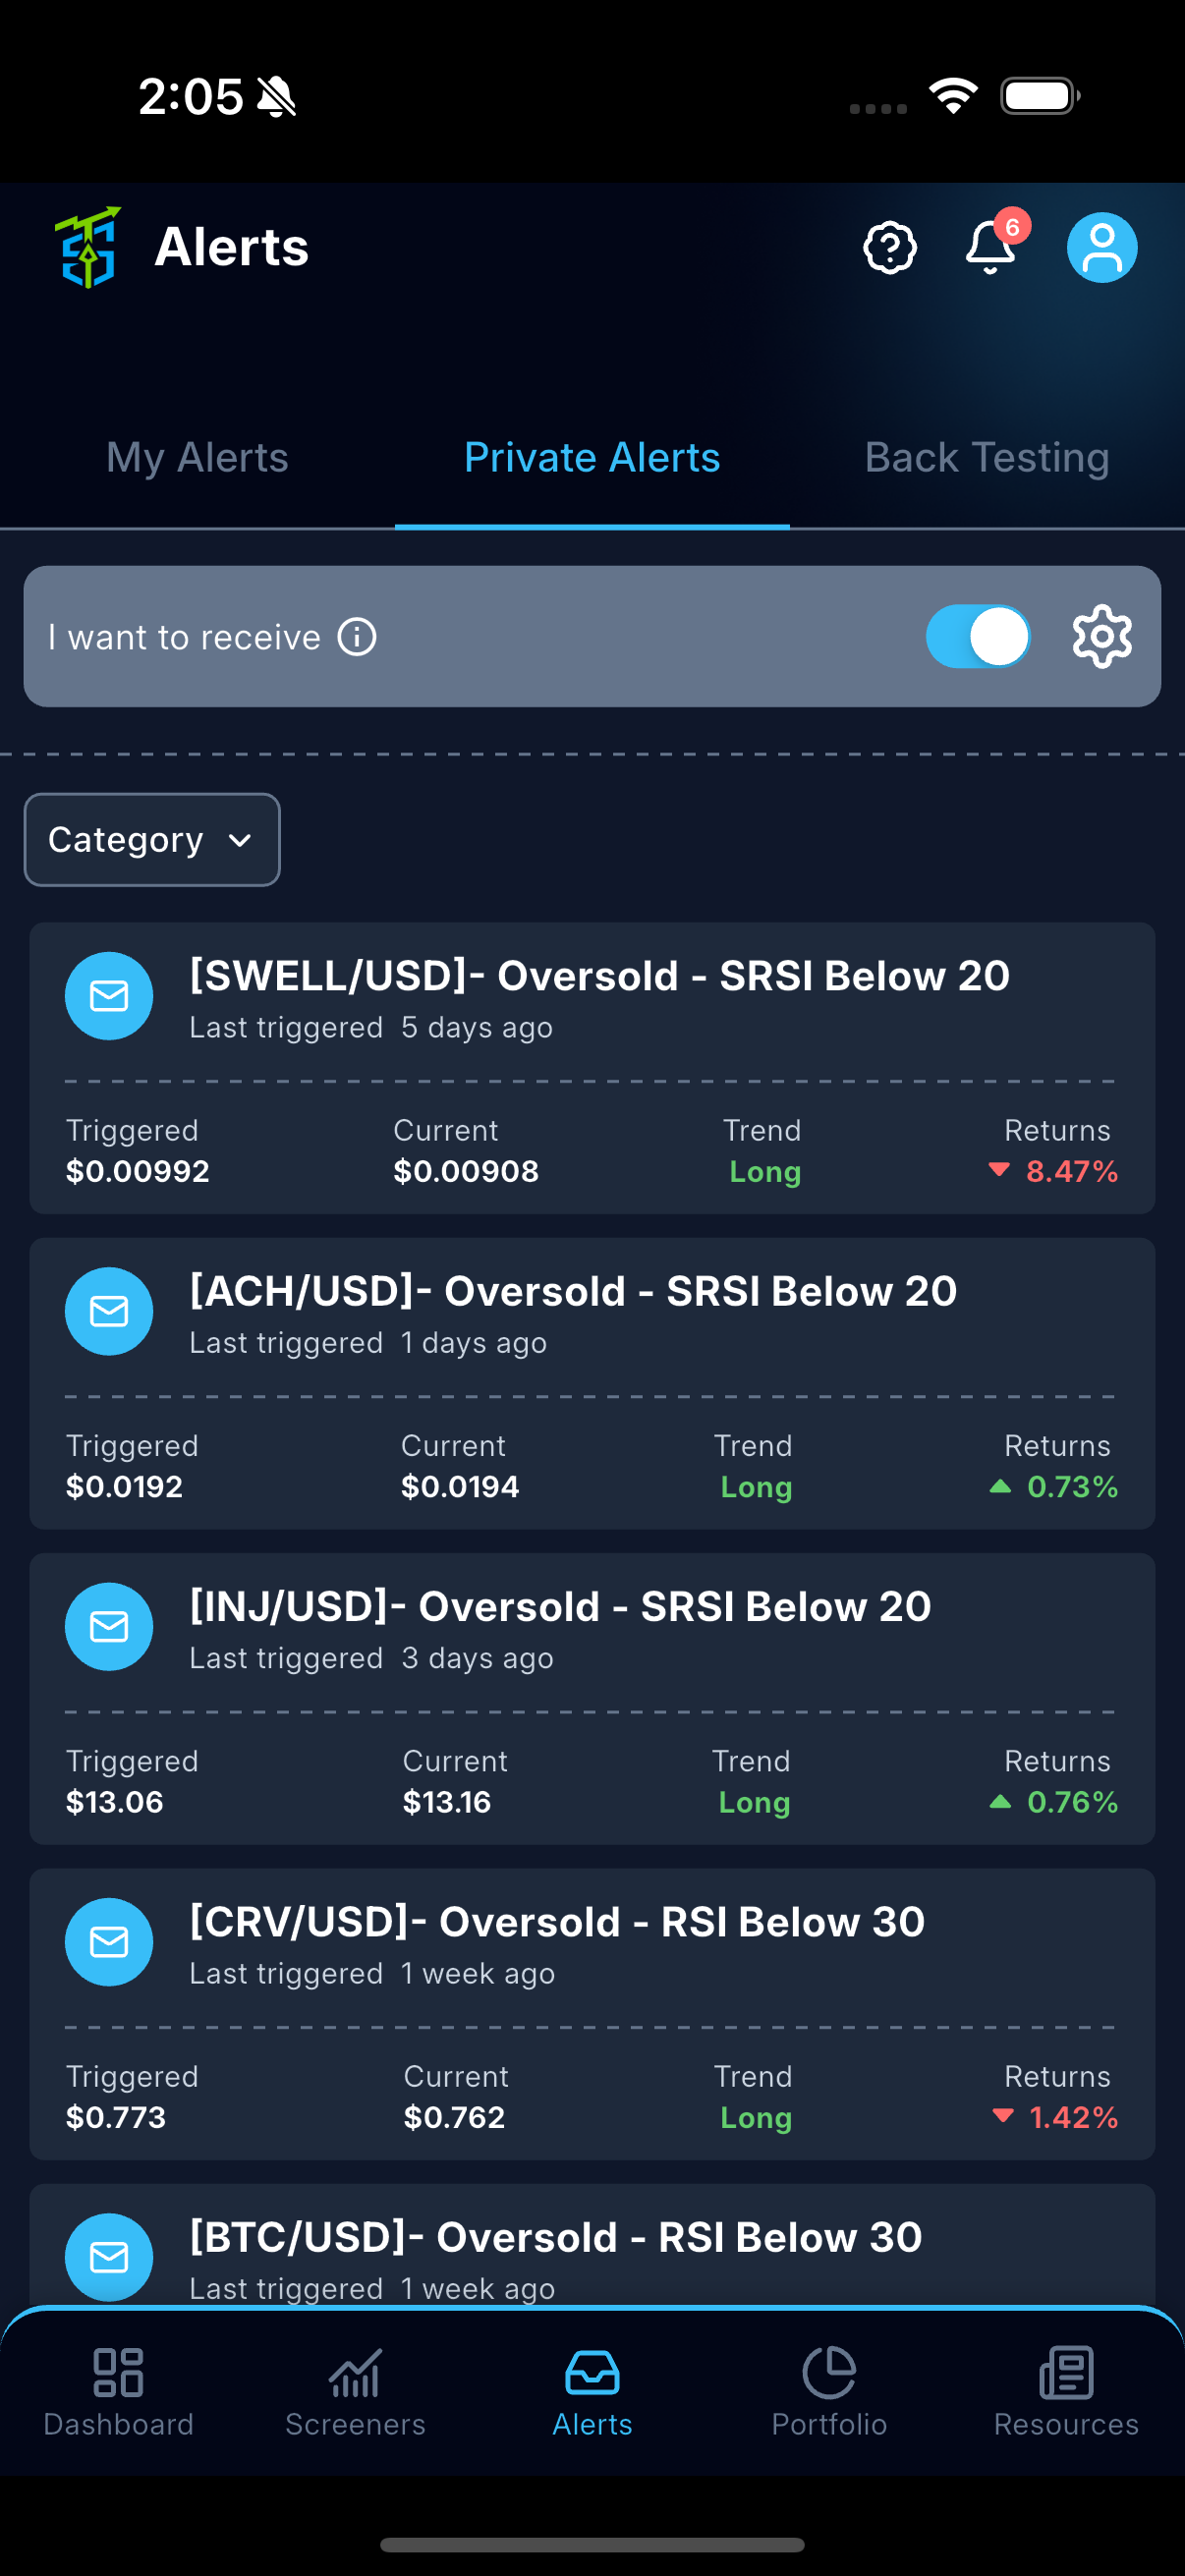 2:05
Alerts
6
My Alerts
Private Alerts
Back Testing
I want to receive
Category
[SWELL/USD]- Oversold - SRSI Below 20
Last triggered 5 days ago
Triggered Current Trend Returns
$0.00992 $0.00908 Long 8.47%
[ACH/USD]- Oversold - SRSI Below 20
Last triggered 1 days ago
Triggered Current Trend Returns
$0.0192 $0.0194 Long 0.73%
[INJ/USD]- Oversold - SRSI Below 20
Last triggered 3 days ago
Triggered Current Trend Returns
$13.06 $13.16 Long 0.76%
[CRV/USD]- Oversold - RSI Below 30
Last triggered 1 week ago
Triggered Current Trend Returns
$0.773 $0.762 Long 1.42%
[BTC/USD]- Oversold - RSI Below 30
Last triggered 1 week ago
Dashboard
Screeners
Alerts
Portfolio
Resources